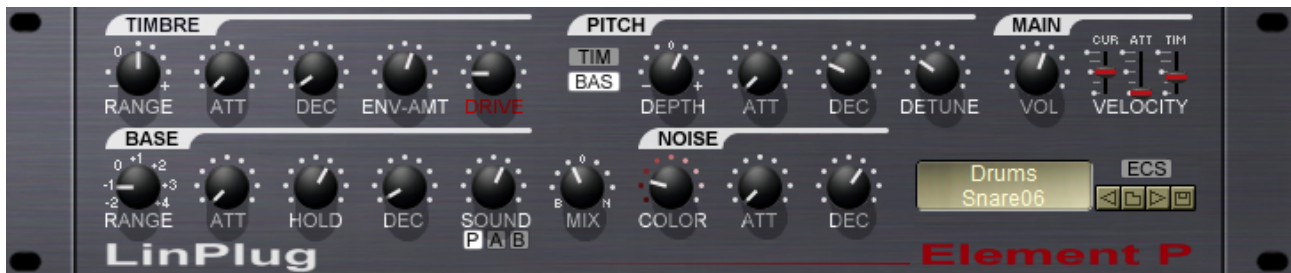 TIMBRE
0
- +
RANGE ATT DEC ENV-AMT DRIVE
PITCH
TIM
BAS
0
- +
DEPTH ATT DEC DETUNE
MAIN
CUR ATT TIM
VOL VELOCITY
BASE
0 +1 +2
-1 +3
-2 +4
RANGE ATT HOLD DEC SOUND
P A B
0
B N
MIX
NOISE
COLOR ATT DEC
Drums
Snare06
ECS
LinPlug
Element P